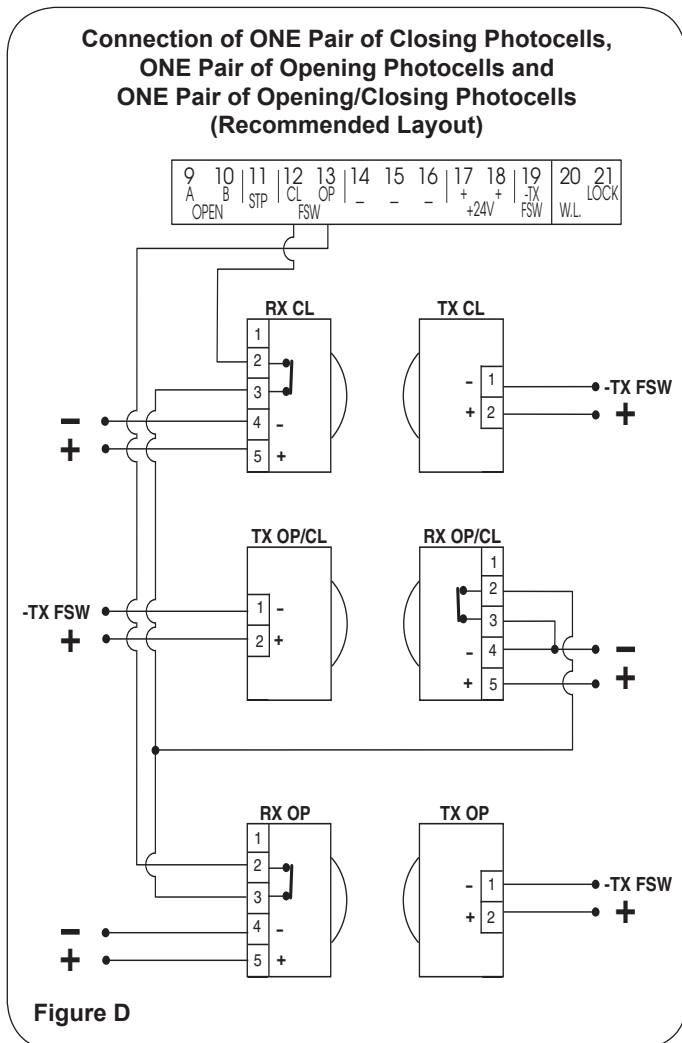 Connection of ONE Pair of Closing Photocells,
ONE Pair of Opening Photocells and
ONE Pair of Opening/Closing Photocells
(Recommended Layout)
9 10 11 12 13 14 15 16 17 18 19 20 21
A B STP CL OP - - - + + -TX LOCK
OPEN FSW +24V FSW W.L.
RX CL TX CL
1
2
3
4 -
5 +
- 1 -TX FSW
+ 2 +
-
+
TX OP/CL RX OP/CL
-TX FSW 1 -
+ 2 +
1
2
3
- 4 -
+ 5 +
RX OP TX OP
1
2
3
4 -
5 +
- 1 -TX FSW
+ 2 +
-
+
Figure D